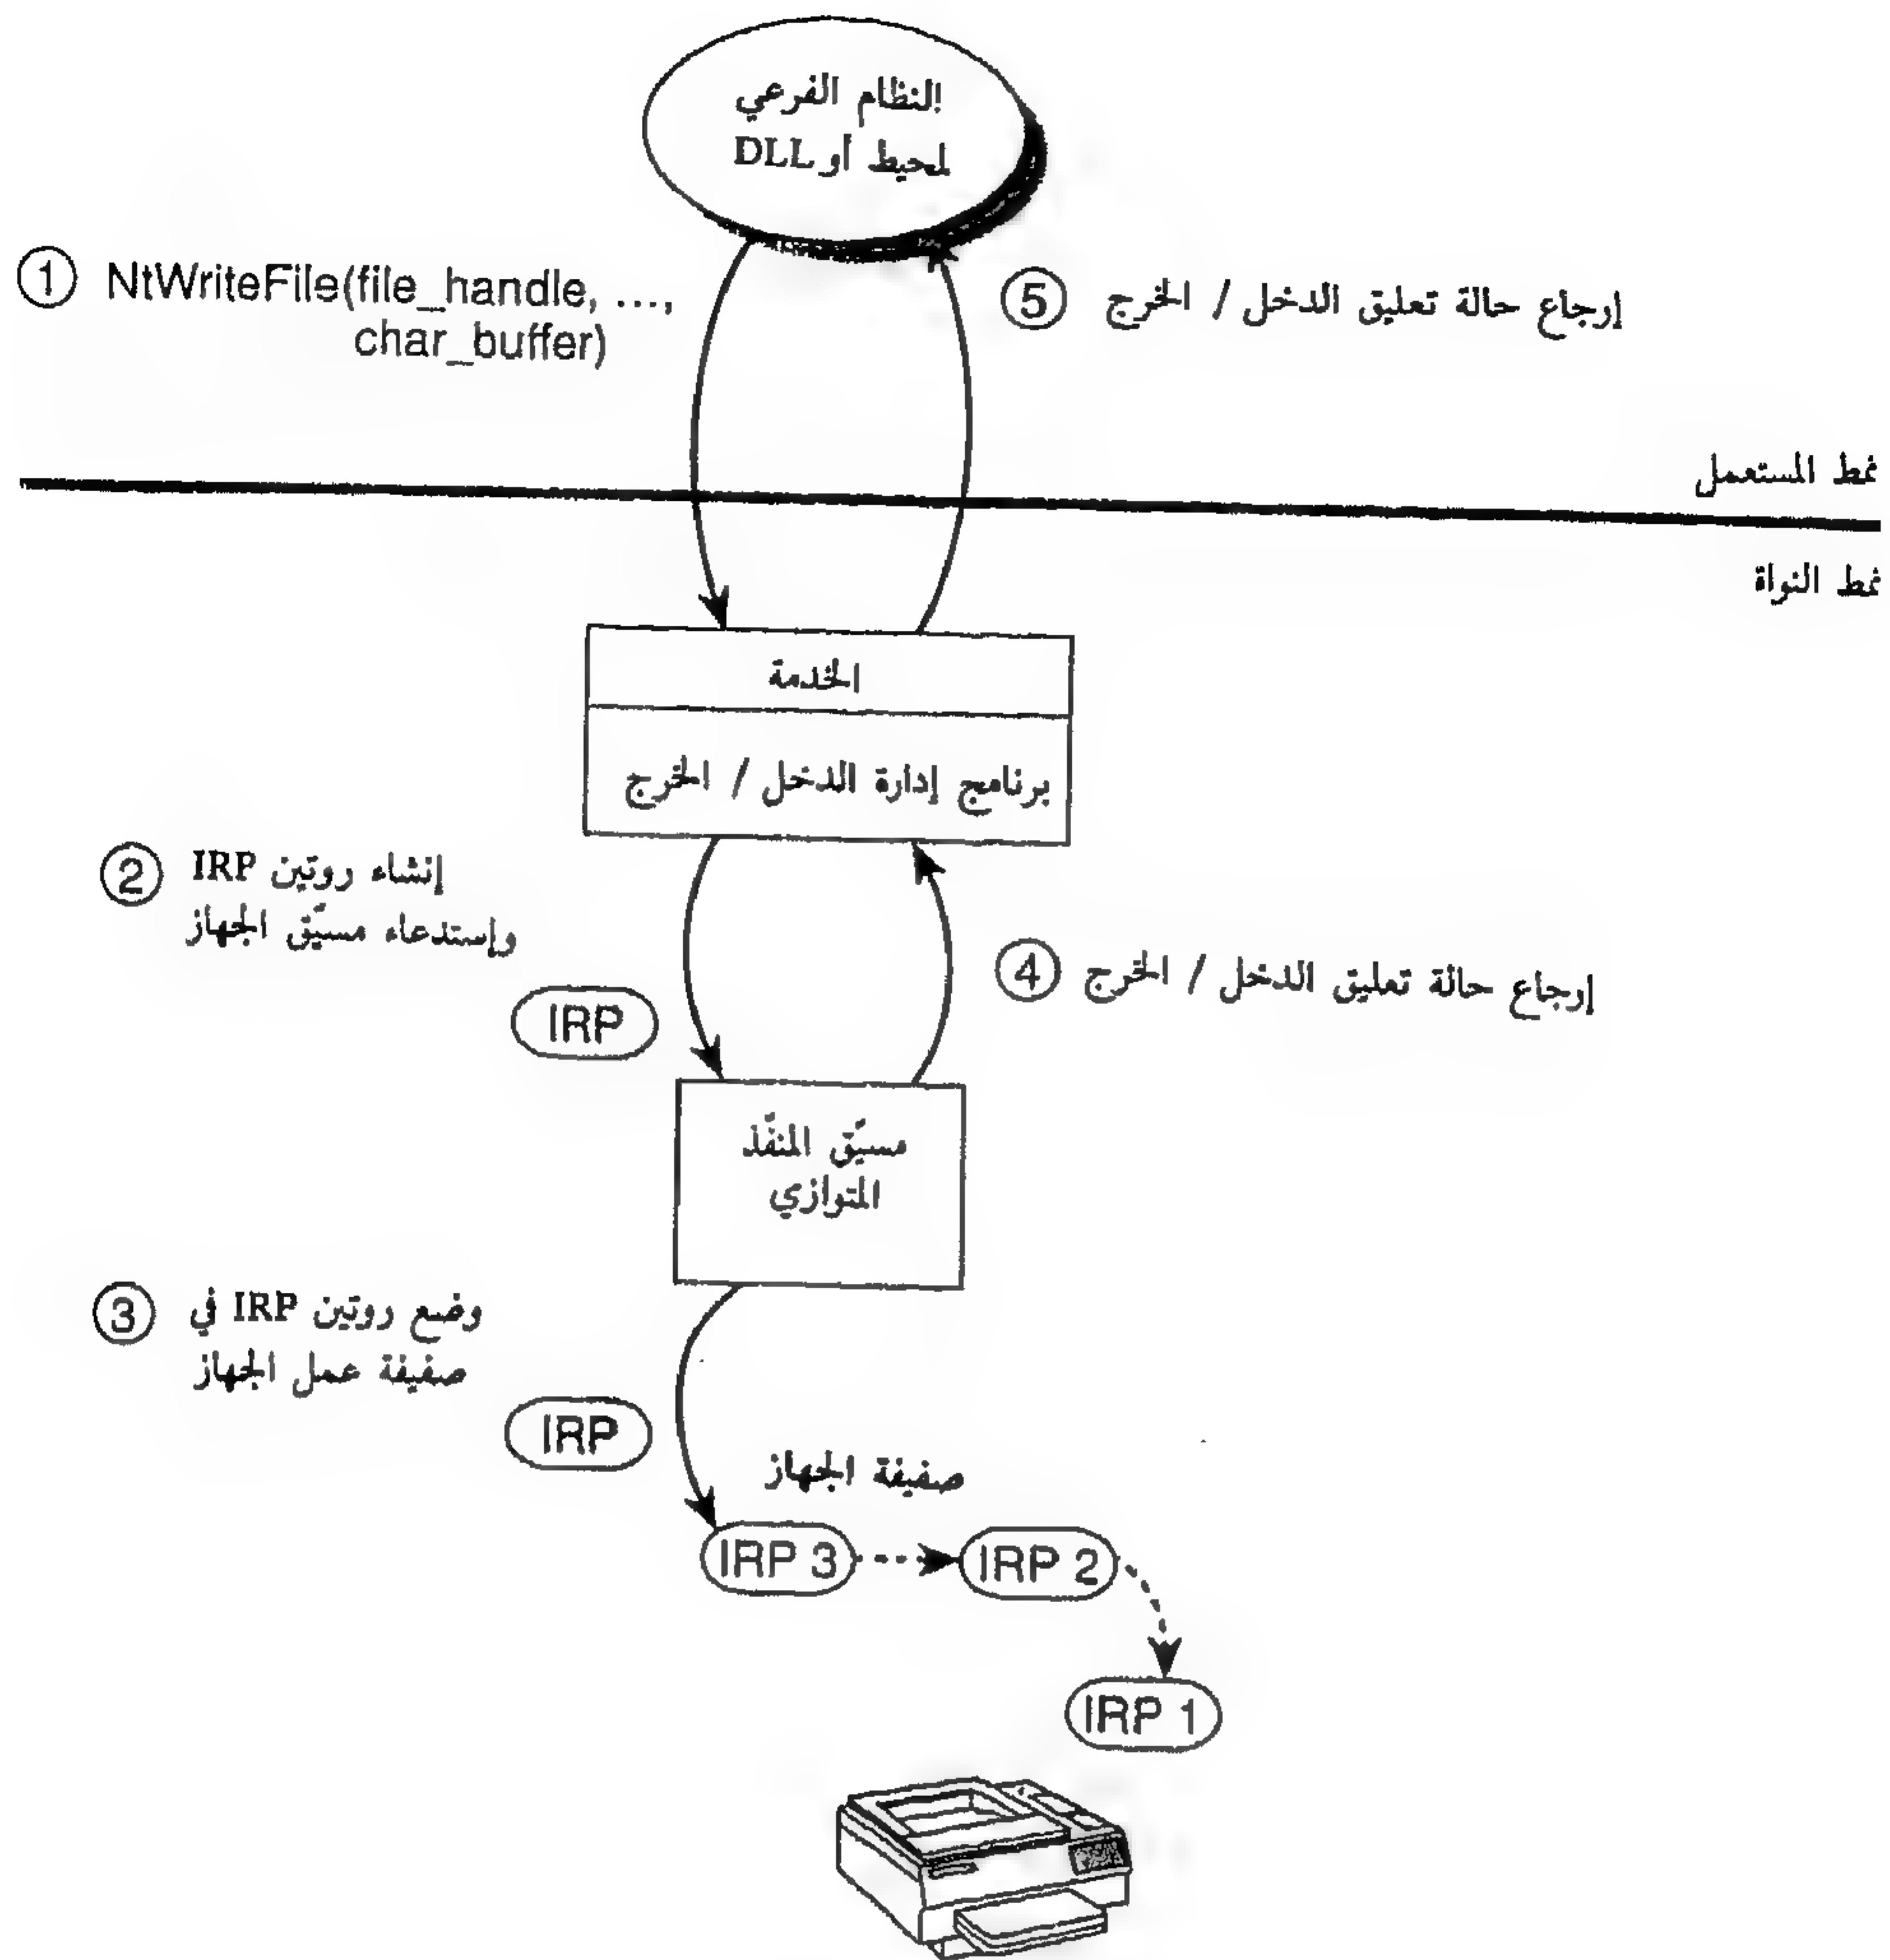 النظام الفرعي
لمحيط أو DLL
① NtWriteFile(file_handle, ...,
char_buffer)
⑤ إرجاع حالة تعليق الدخل / الخرج
نمط المستعمل
نمط النواة
الخدمة
برنامج إدارة الدخل / الخرج
② إنشاء روتين IRP
وإستدعاء مسيّق الجهاز
④ إرجاع حالة تعليق الدخل / الخرج
IRP
مسيّق المنفّذ
المتوازي
③ وضع روتين IRP في
صفيفة عمل الجهاز
IRP
صفيفة الجهاز
IRP 3
IRP 2
IRP 1